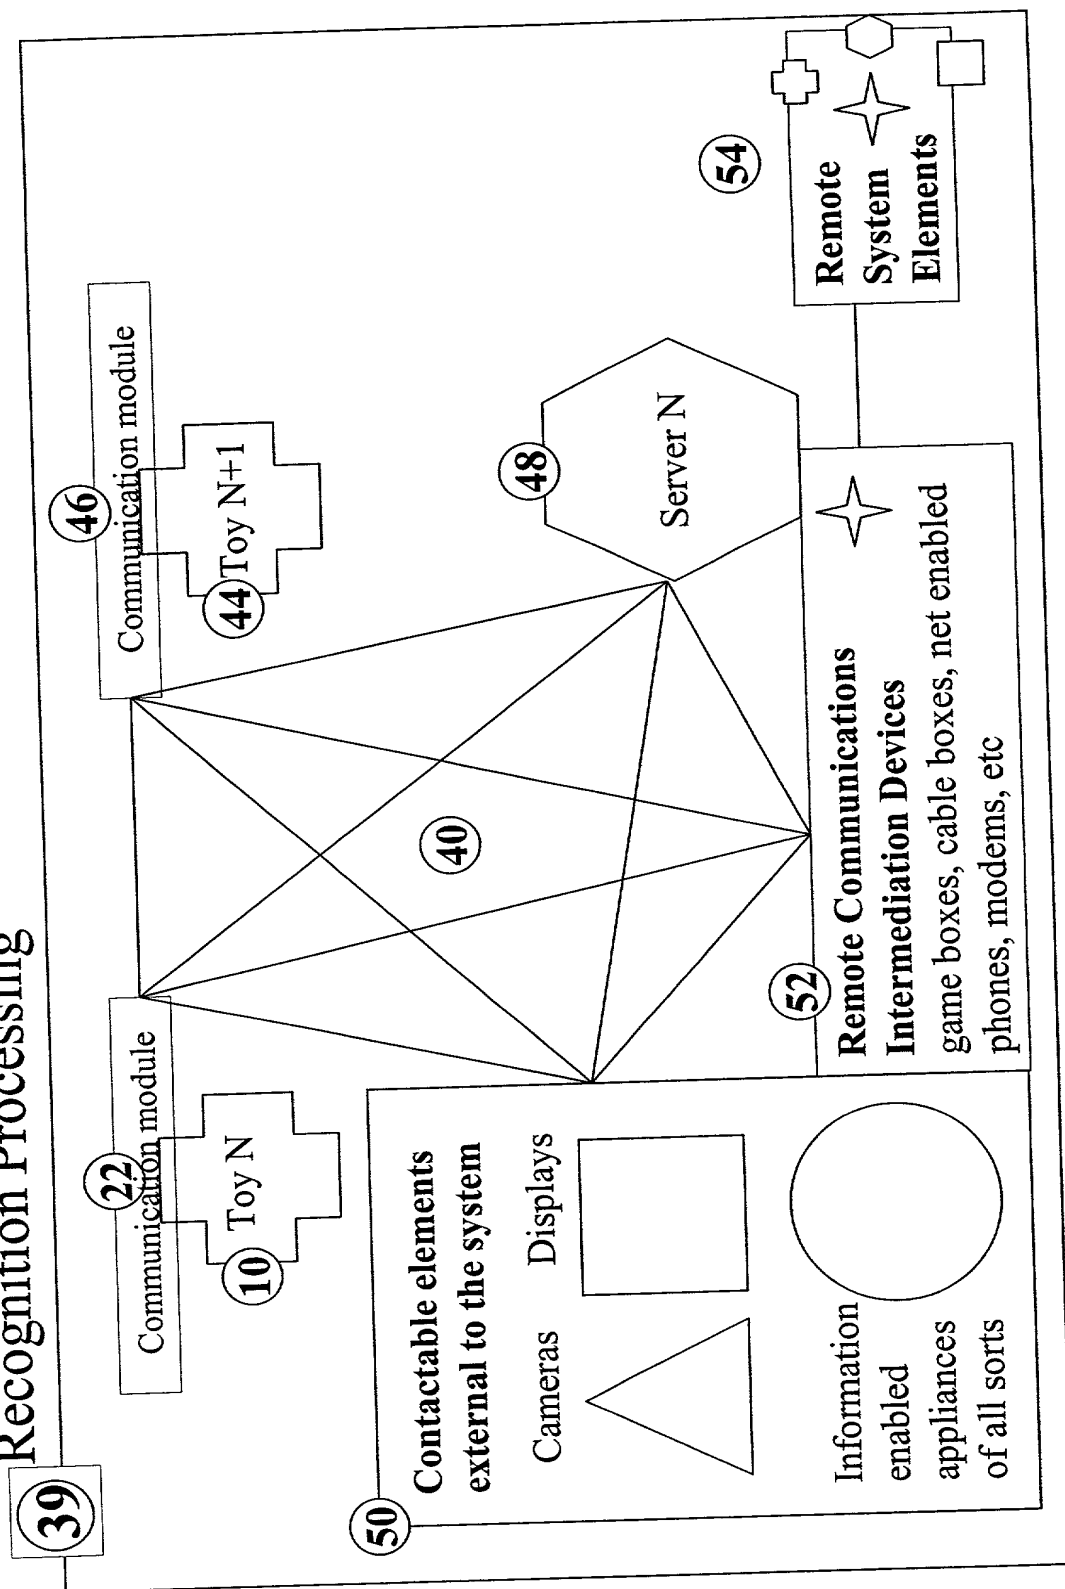 Recognition Processing
39
22
Communication module
10
Toy N
46
Communication module
44
Toy N+1
40
48
Server N
54
Remote
System
Elements
50
Contactable elements
external to the system
Cameras
Displays
Information
enabled
appliances
of all sorts
52
Remote Communications
Intermediation Devices
game boxes, cable boxes, net enabled
phones, modems, etc